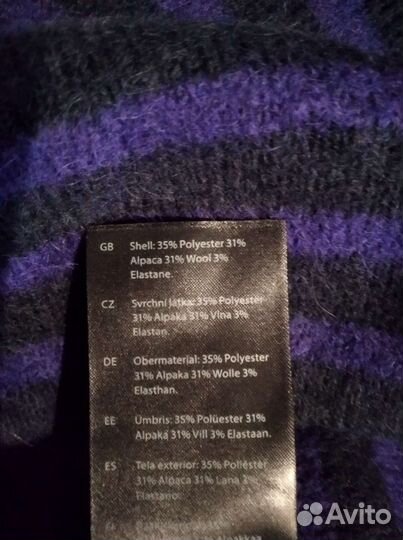 GB Shell: 35% Polyester 31%
Alpaca 31% Wool 3%
Elastane.
CZ Svrchní látka: 35% Polyester
31% Alpaka 31% Vlna 3%
Elastan.
DE Obermaterial: 35% Polyester
31% Alpaka 31% Wolle 3%
Elasthan.
EE Ümbris: 35% Polüester 31%
Alpaka 31% Vill 3% Elastaan.
ES Tela exterior: 35% Poliéster
31% Alpaca 31% Lana 3%
Elastano.
Avito